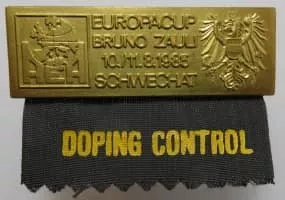 EUROPACUP
BRUNO ZAULI
10./11.8.1985
SCHWECHAT
DOPING CONTROL